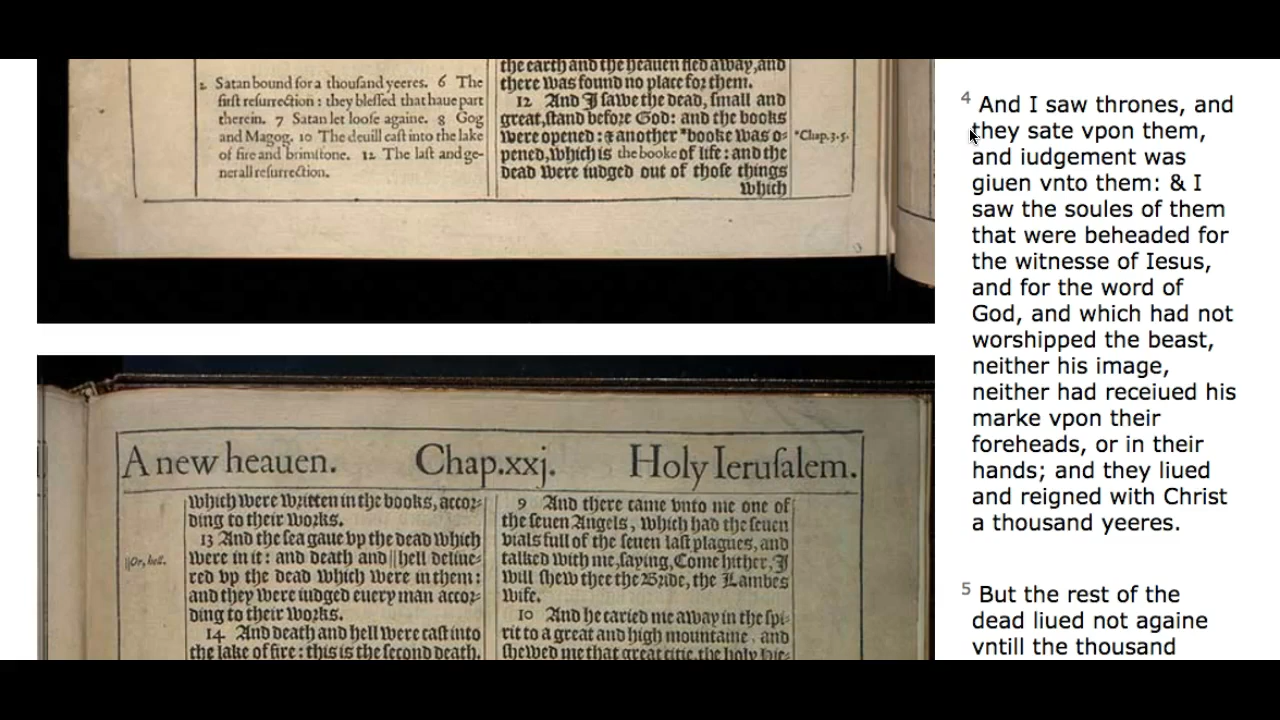 2 Satan bound for a thouſand yeeres. 6 The
firſt reſurrection : they bleſſed that haue part
therein. 7 Satan let looſe againe. 8 Gog
and Magog. 10 The deuill caſt into the lake
of fire and brimſtone. 12 The laſt and ge-
nerall reſurrection.
the earth and the heauen fled away, and
there was found no place for them.
12 And I ſawe the dead, ſmall and
great, ſtand before God: and the books
were opened: & another *booke was o-
pened, which is the booke of life: and the
dead were iudged out of thoſe things
which
*Chap.3.5.
A new heauen. Chap.xxj. Holy Ieruſalem.
which were written in the books, accor-
ding to their works.
13 And the ſea gaue vp the dead which
were in it: and death and ||hell deliue-
red vp the dead which were in them:
and they were iudged euery man accor-
ding to their works.
14 And death and hell were caſt into
the lake of fire: this is the ſecond death.
||Or, hell.
9 And there came vnto me one of
the ſeuen Angels, which had the ſeuen
vials full of the ſeuen laſt plagues, and
talked with me, ſaying, Come hither, I
will ſhew thee the Bride, the Lambes
wife.
10 And he caried me away in the ſpi-
rit to a great and high mountaine, and
ſhewed me that great citie, the holy Hie-
4 And I saw thrones, and
they sate vpon them,
and iudgement was
giuen vnto them: & I
saw the soules of them
that were beheaded for
the witnesse of Iesus,
and for the word of
God, and which had not
worshipped the beast,
neither his image,
neither had receiued his
marke vpon their
foreheads, or in their
hands; and they liued
and reigned with Christ
a thousand yeeres.
5 But the rest of the
dead liued not againe
vntill the thousand